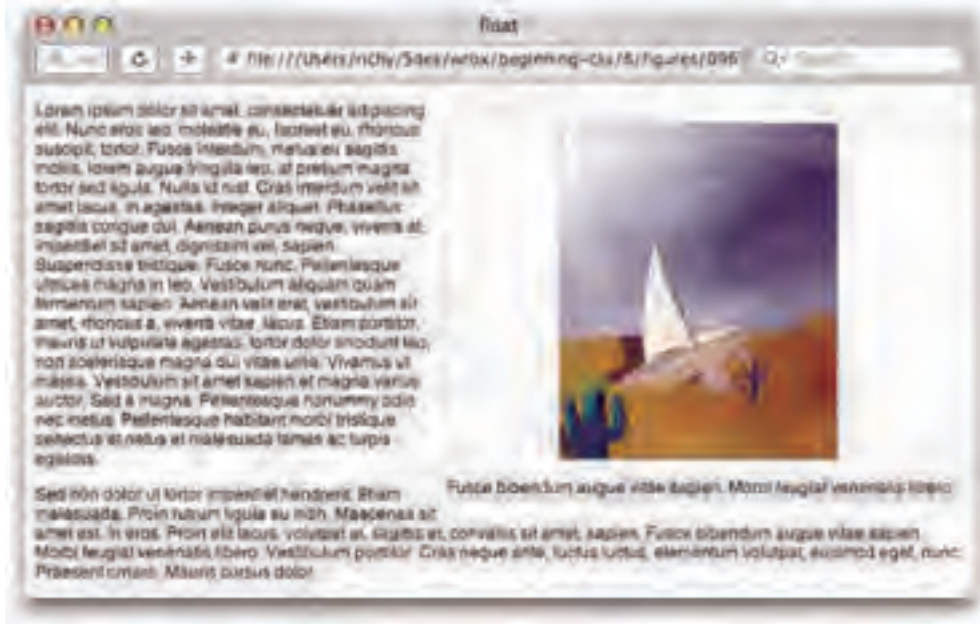 float
file:///Users/richy/Sites/wrox/beginning-css/6/figures/096
Lorem ipsum dolor sit amet, consectetuer adipiscing
elit. Nunc eros leo, molestie eu, laoreet eu, rhoncus
suscipit, tortor. Fusce interdum, metus eu sagittis
mollis, lorem augue fringilla leo, at pretium magna
tortor sed ligula. Nulla id nisl. Cras interdum velit sit
amet lacus. In egestas. Integer aliquet. Phasellus
sagittis congue dui. Aenean purus neque, viverra at,
imperdiet sit amet, dignissim vel, sapien.
Suspendisse tristique. Fusce nunc. Pellentesque
ultrices magna in leo. Vestibulum aliquam quam
fermentum sapien. Aenean velit erat, vestibulum sit
amet, rhoncus a, viverra vitae, lacus. Etiam porttitor,
mauris ut vulputate egestas, tortor dolor tincidunt leo,
non scelerisque magna dui vitae urna. Vivamus ut
massa. Vestibulum sit amet sapien et magna varius
auctor. Sed a magna. Pellentesque nonummy odio
nec metus. Pellentesque habitant morbi tristique
senectus et netus et malesuada fames ac turpis
egestas.
Fusce bibendum augue vitae sapien. Morbi feugiat venenatis libero.
Sed non dolor ut tortor imperdiet hendrerit. Etiam
malesuada. Proin rutrum ligula eu nibh. Maecenas sit
amet est. In eros. Proin elit lacus, volutpat at, sagittis et, convallis sit amet, sapien. Fusce bibendum augue vitae sapien.
Morbi feugiat venenatis libero. Vestibulum porttitor. Cras neque ante, luctus luctus, elementum volutpat, euismod eget, nunc.
Praesent ornare. Mauris cursus dolor.